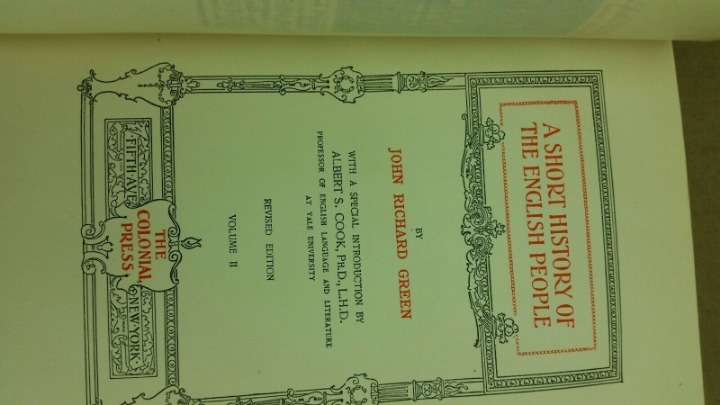 A SHORT HISTORY OF
THE ENGLISH PEOPLE
BY
JOHN RICHARD GREEN
WITH A SPECIAL INTRODUCTION BY
ALBERT S. COOK, PH.D., L.H.D.
PROFESSOR OF ENGLISH LANGUAGE AND LITERATURE
AT YALE UNIVERSITY
REVISED EDITION
VOLUME II
THE
COLONIAL
PRESS
FIFTH AVE NEW YORK